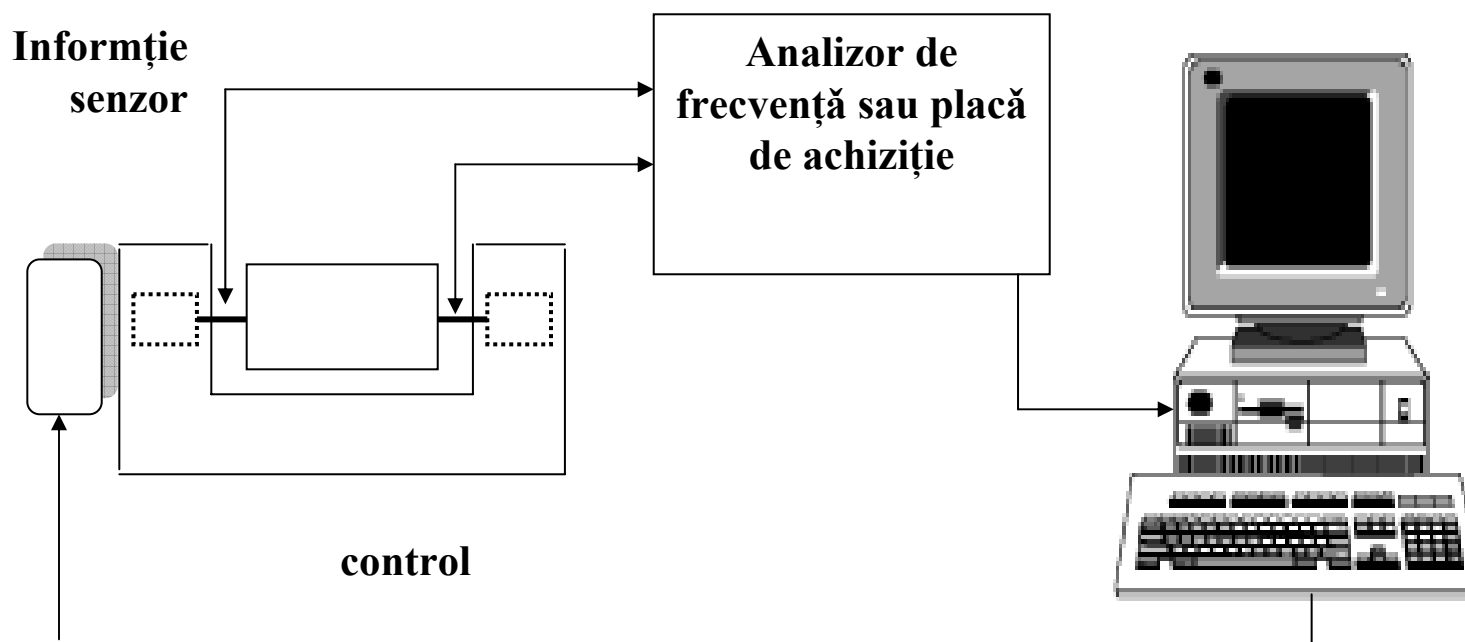 Informție
senzor
Analizor de
frecvență sau placă
de achiziție
control